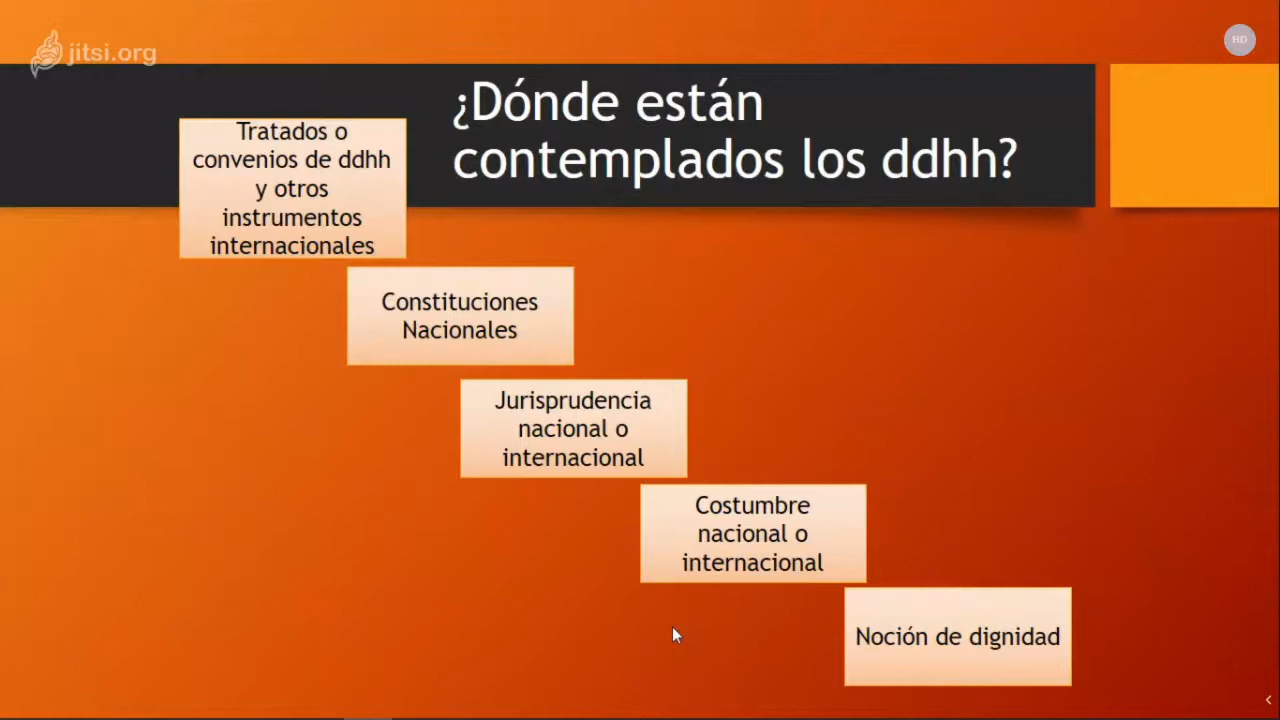 jitsi.org
HD
¿Dónde están
contemplados los ddhh?
Tratados o
convenios de ddhh
y otros
instrumentos
internacionales
Constituciones
Nacionales
Jurisprudencia
nacional o
internacional
Costumbre
nacional o
internacional
Noción de dignidad